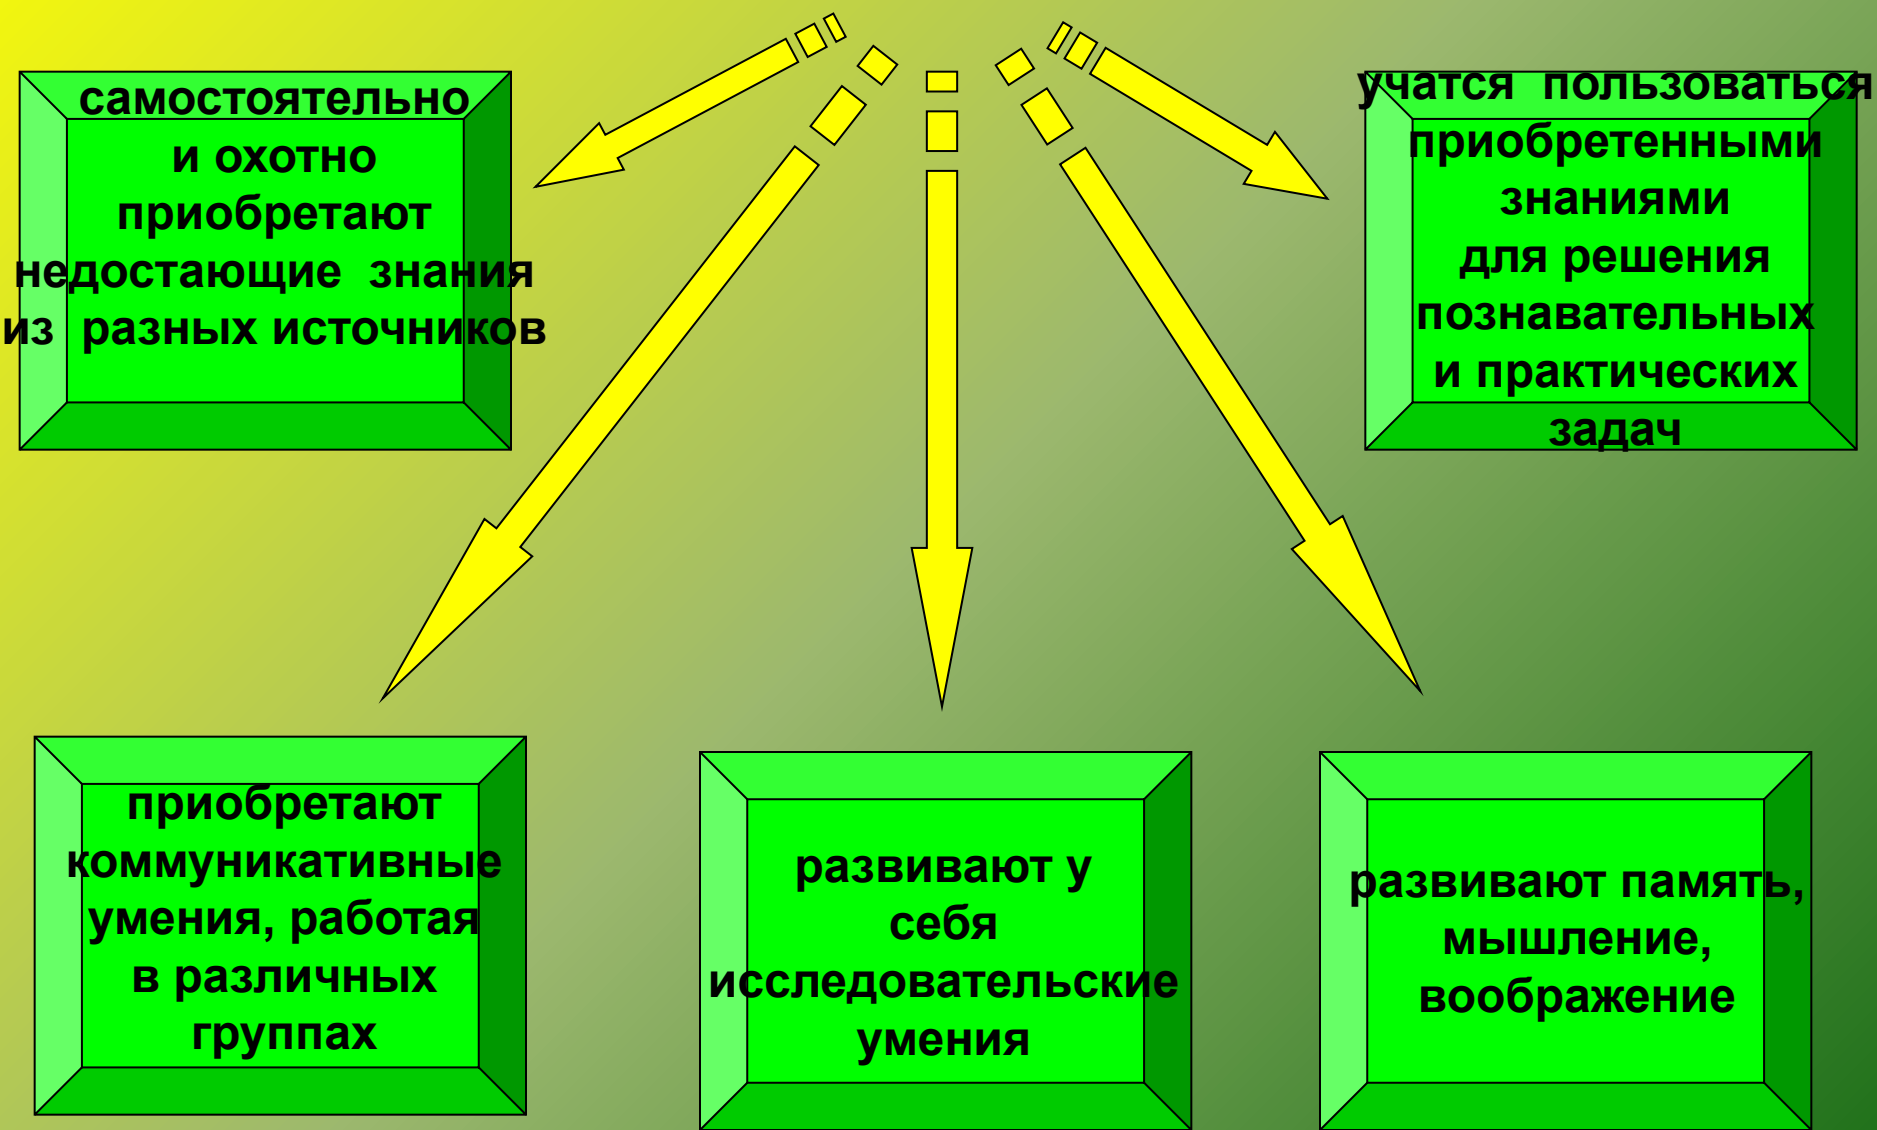 самостоятельно
и охотно
приобретают
недостающие знания
из разных источников
учатся пользоваться
приобретенными
знаниями
для решения
познавательных
и практических
задач
приобретают
коммуникативные
умения, работая
в различных
группах
развивают у
себя
исследовательские
умения
развивают память,
мышление,
воображение